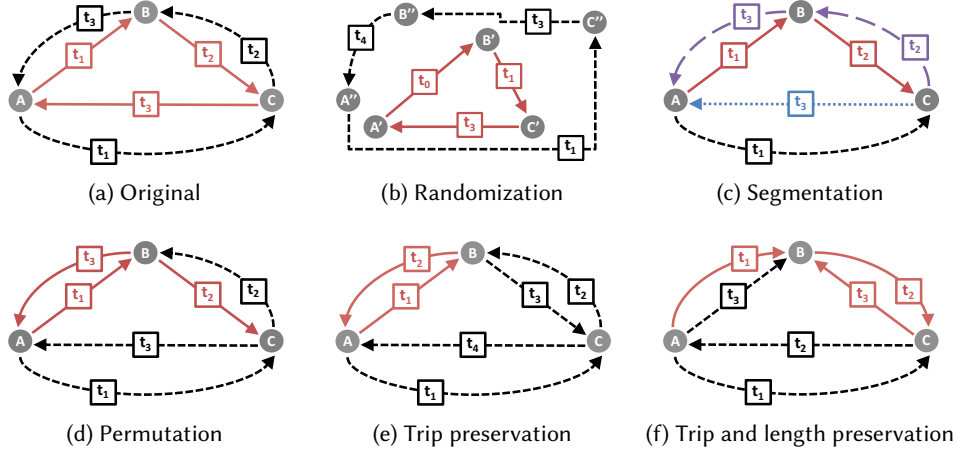 t3 B t2
t1 t2
A t3 C
t1
(a) Original
B'' t3 C''
t4 B'
t0 t1
A'' A' t3 C'
t1
(b) Randomization
t3 B t2
t1 t2
A t3 C
t1
(c) Segmentation
t3 B t2
t1 t2
A t3 C
t1
(d) Permutation
t2 B t2
t1 t3
A t4 C
t1
(e) Trip preservation
t1 B t2
t3 t3
A t2 C
t1
(f) Trip and length preservation